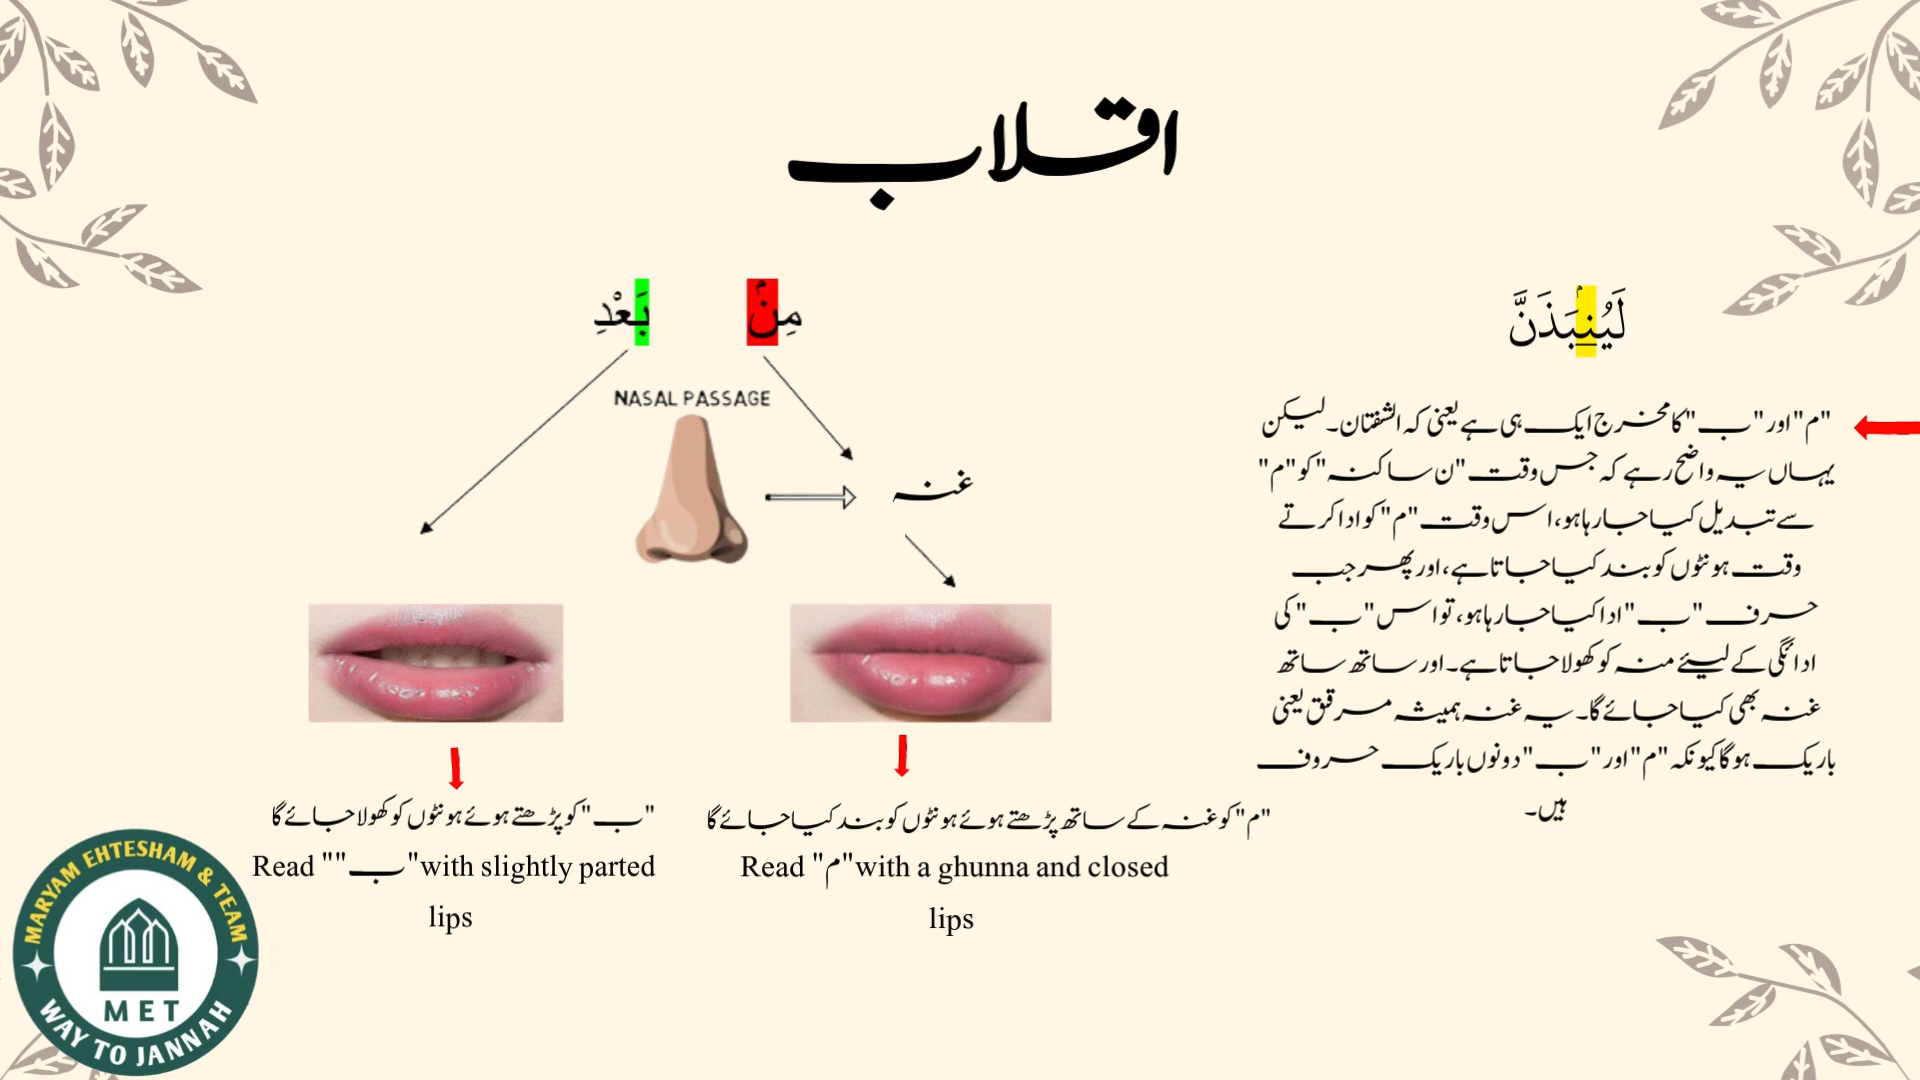 اقلاب
مِنۢ بَعْدِ
لَيُنۢبَذَنَّ
NASAL PASSAGE
غنہ
"م" اور "ب" کا مخرج ایک ہی ہے یعنی کہ الشفتان۔ لیکن
یہاں یہ واضح رہے کہ جس وقت "ن ساکنہ" کو "م"
سے تبدیل کیا جا رہا ہو، اس وقت "م" کو ادا کرتے
وقت ہونٹوں کو بند کیا جاتا ہے، اور پھر جب
حرف "ب" ادا کیا جا رہا ہو، تو اس "ب" کی
ادائگی کے لیئے منہ کو کھولا جاتا ہے۔ اور ساتھ ساتھ
غنہ بھی کیا جائے گا۔ یہ غنہ ہمیشہ مرقق یعنی
باریک ہو گا کیونکہ "م" اور "ب" دونوں باریک حروف
ہیں۔
"م" کو غنہ کے ساتھ پڑھتے ہوئے ہونٹوں کو بند کیا جائے گا
Read "م"with a ghunna and closed
lips
"ب" کو پڑھتے ہوئے ہونٹوں کو کھولا جائے گا
Read ""ب"with slightly parted
lips
MARYAM EHTESHAM & TEAM
MET
WAY TO JANNAH